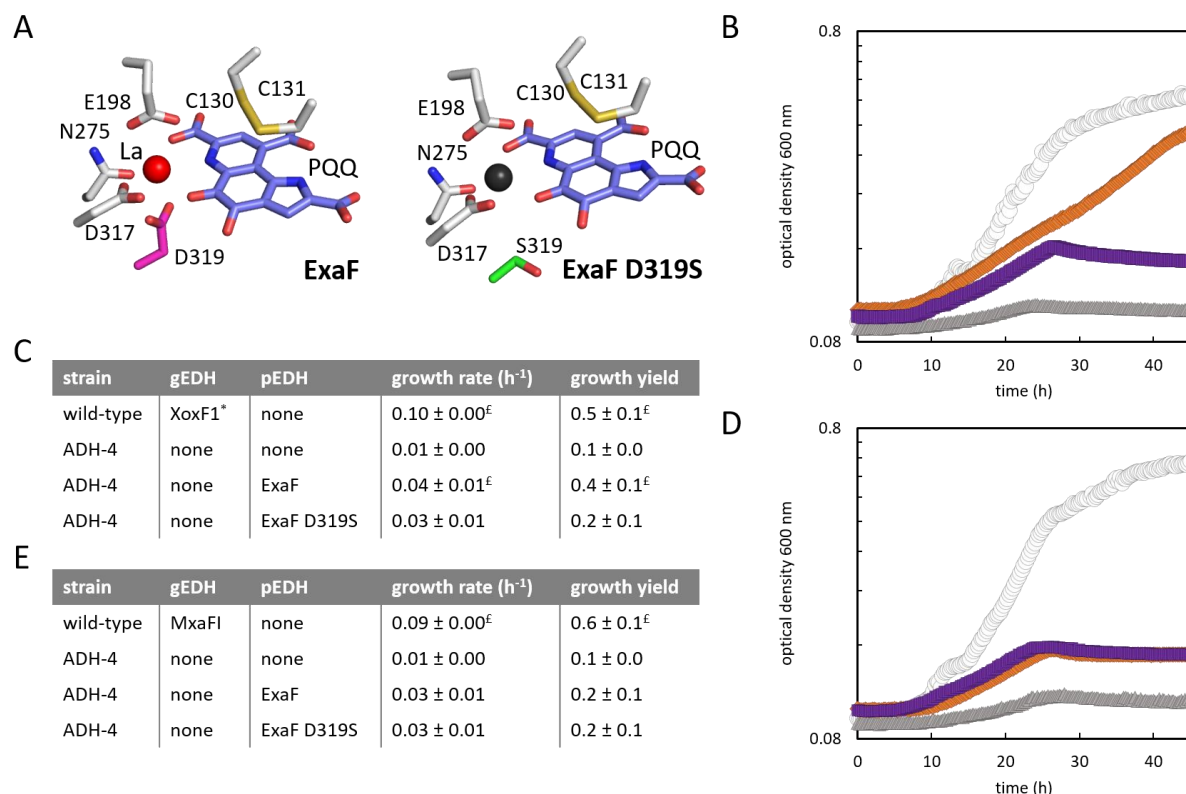 A
E198
C130
C131
N275
La
PQQ
D317
D319
ExaF
E198
C130
C131
N275
PQQ
D317
S319
ExaF D319S
B
0.8
optical density 600 nm
0.08
0 10 20 30 40
time (h)
C
strain gEDH pEDH growth rate (h⁻¹) growth yield
wild-type XoxF1* none 0.10 ± 0.00£ 0.5 ± 0.1£
ADH-4 none none 0.01 ± 0.00 0.1 ± 0.0
ADH-4 none ExaF 0.04 ± 0.01£ 0.4 ± 0.1£
ADH-4 none ExaF D319S 0.03 ± 0.01 0.2 ± 0.1
D
0.8
optical density 600 nm
0.08
0 10 20 30 40
time (h)
E
strain gEDH pEDH growth rate (h⁻¹) growth yield
wild-type MxaFI none 0.09 ± 0.00£ 0.6 ± 0.1£
ADH-4 none none 0.01 ± 0.00 0.1 ± 0.0
ADH-4 none ExaF 0.03 ± 0.01 0.2 ± 0.1
ADH-4 none ExaF D319S 0.03 ± 0.01 0.2 ± 0.1